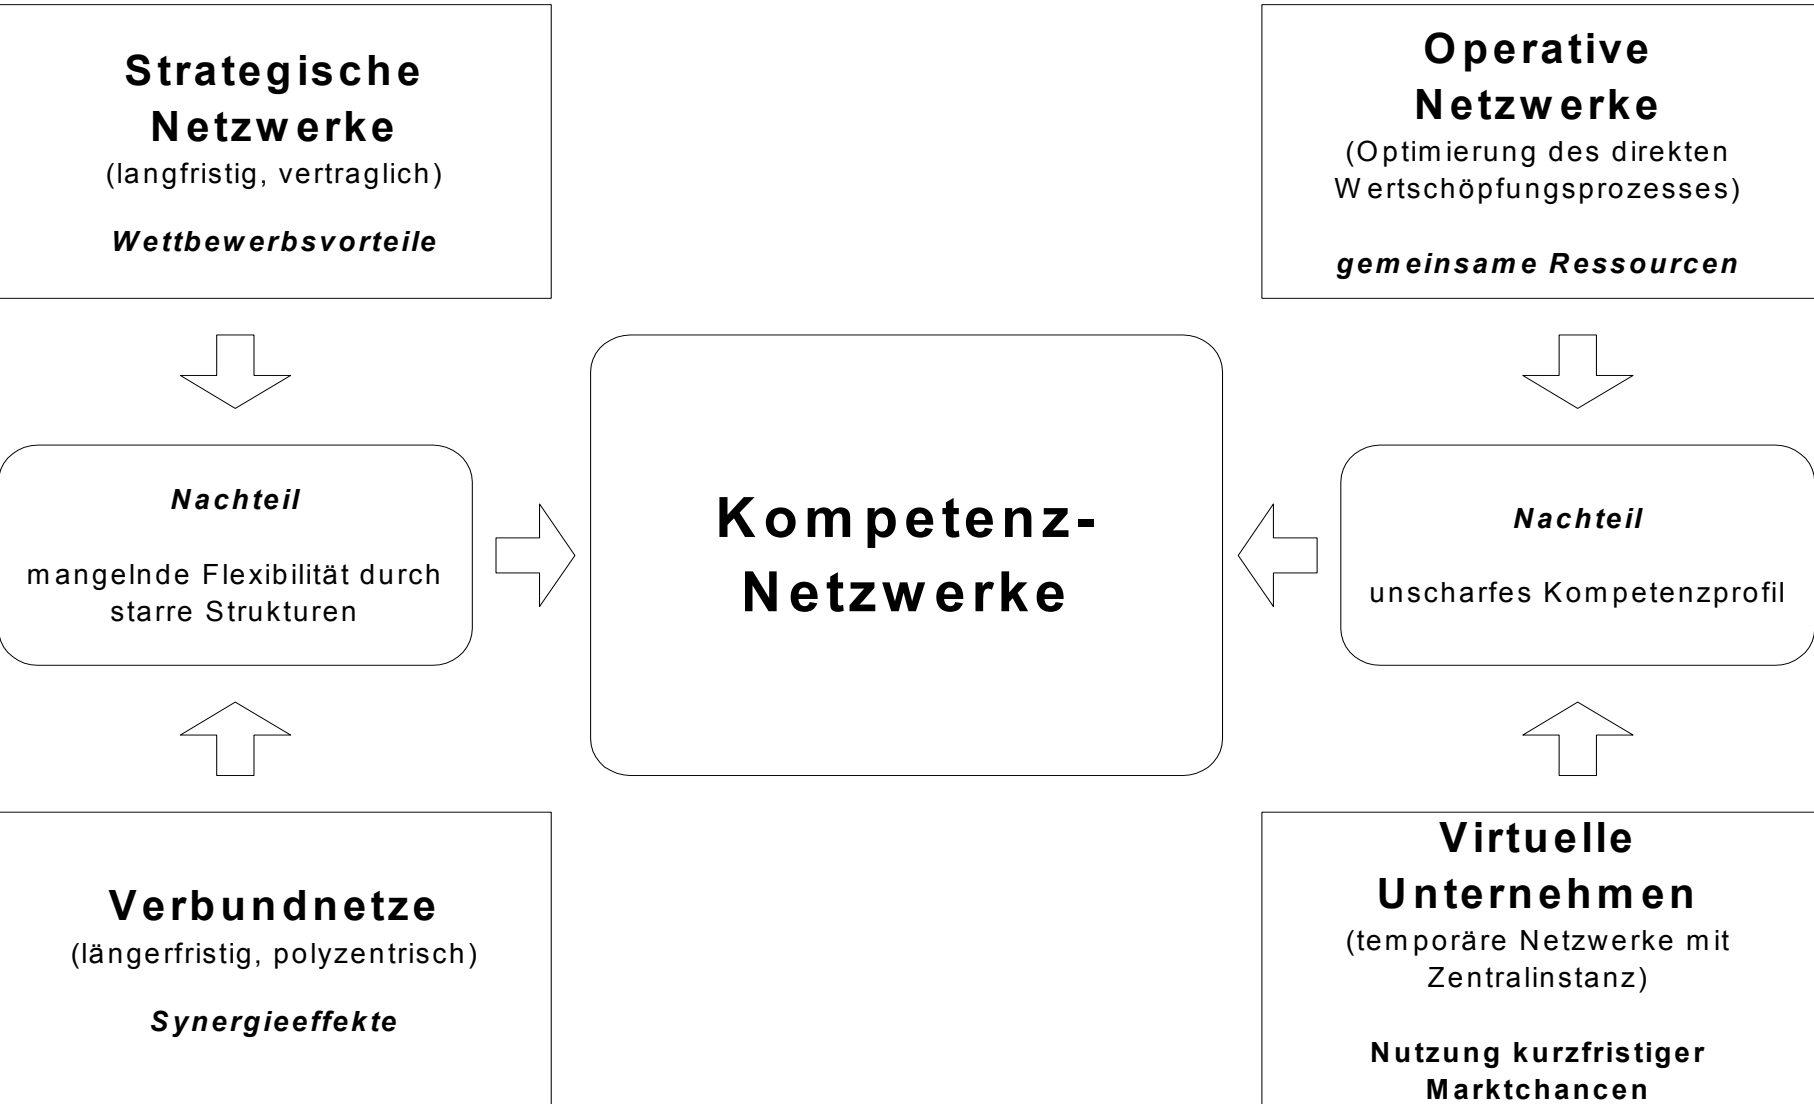 Strategische
Netzwerke
(langfristig, vertraglich)
Wettbewerbsvorteile
Operative
Netzwerke
(Optimierung des direkten
Wertschöpfungsprozesses)
gemeinsame Ressourcen
Nachteil
mangelnde Flexibilität durch
starre Strukturen
Kompetenz-
Netzwerke
Nachteil
unscharfes Kompetenzprofil
Verbundnetze
(längerfristig, polyzentrisch)
Synergieeffekte
Virtuelle
Unternehmen
(temporäre Netzwerke mit
Zentralinstanz)
Nutzung kurzfristiger
Marktchancen